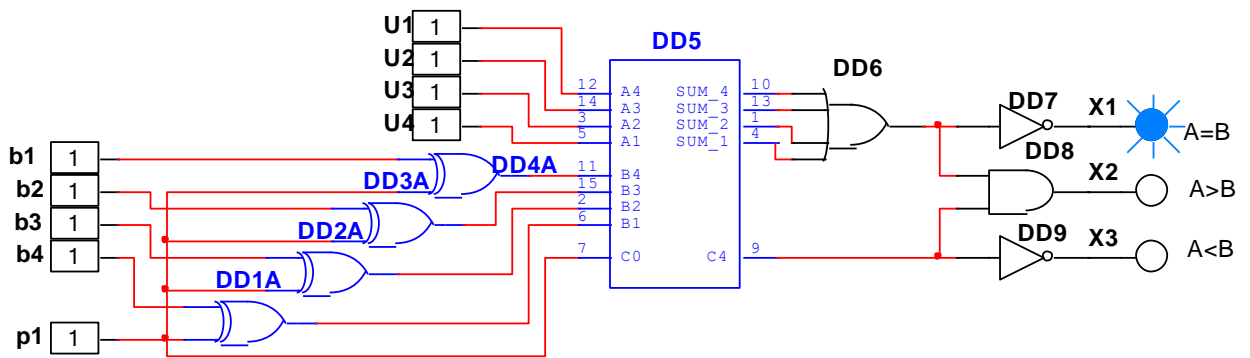 U1 1
U2 1
U3 1
U4 1
b1 1
b2 1
b3 1
b4 1
p1 1
DD4A
DD3A
DD2A
DD1A
DD5
12 A4 SUM_4 10
14 A3 SUM_3 13
3 A2 SUM_2 1
5 A1 SUM_1 4
11 B4
15 B3
2 B2
6 B1
7 C0 C4 9
DD6
DD7 X1 A=B
DD8 X2 A>B
DD9 X3 A<B